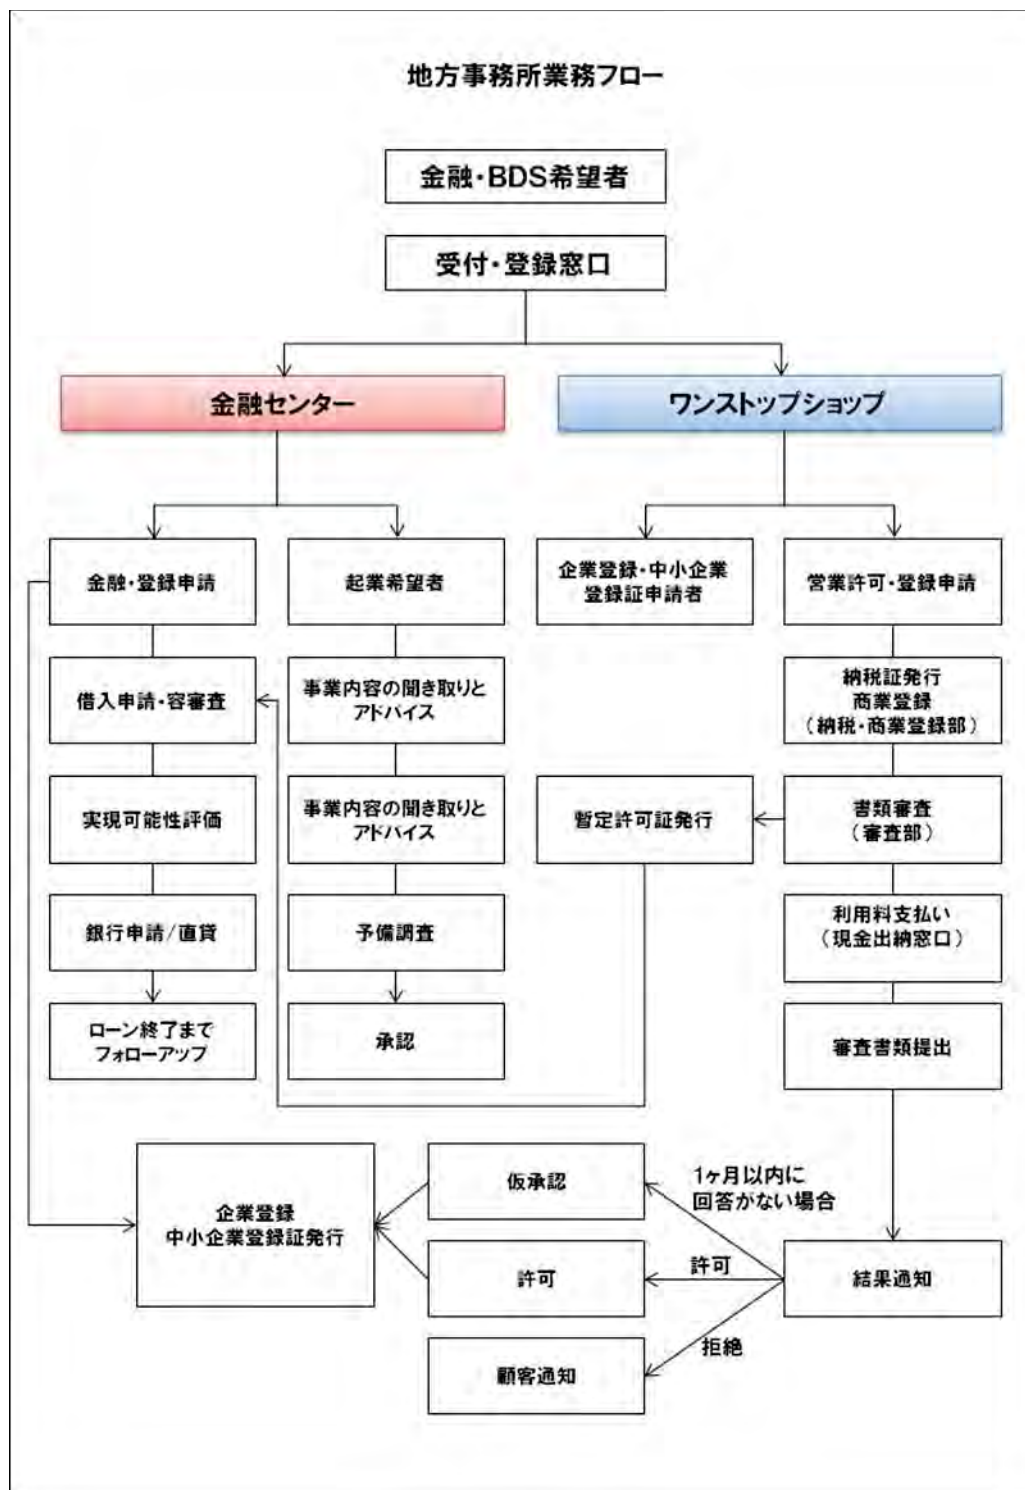 地方事務所業務フロー
金融・BDS希望者
受付・登録窓口
金融センター
ワンストップショップ
金融・登録申請
起業希望者
企業登録・中小企業
登録証申請者
営業許可・登録申請
借入申請・容審査
事業内容の聞き取りと
アドバイス
納税証発行
商業登録
（納税・商業登録部）
実現可能性評価
事業内容の聞き取りと
アドバイス
暫定許可証発行
書類審査
（審査部）
銀行申請/直貸
予備調査
利用料支払い
（現金出納窓口）
ローン終了まで
フォローアップ
承認
審査書類提出
企業登録
中小企業登録証発行
仮承認
1ヶ月以内に
回答がない場合
許可
許可
結果通知
拒絶
顧客通知